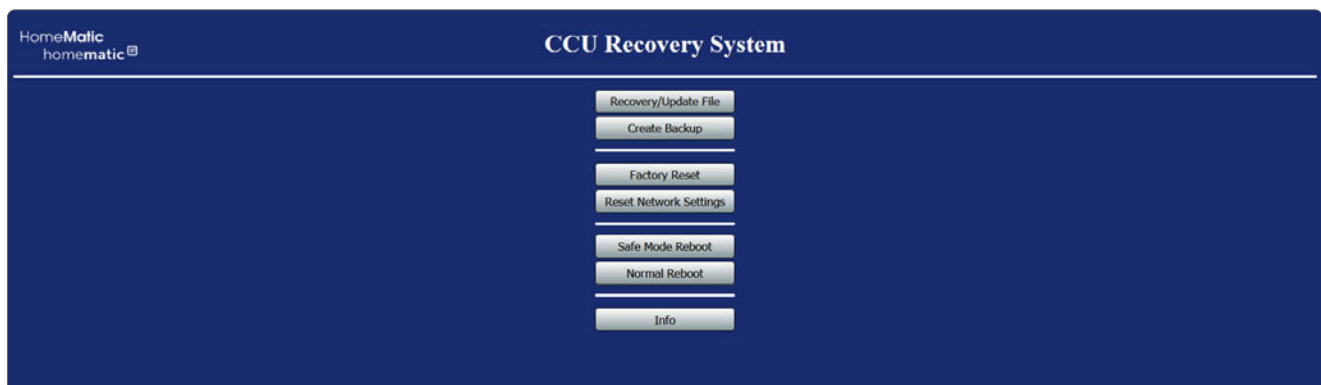 HomeMatic
homematic
CCU Recovery System
Recovery/Update File
Create Backup
Factory Reset
Reset Network Settings
Safe Mode Reboot
Normal Reboot
Info